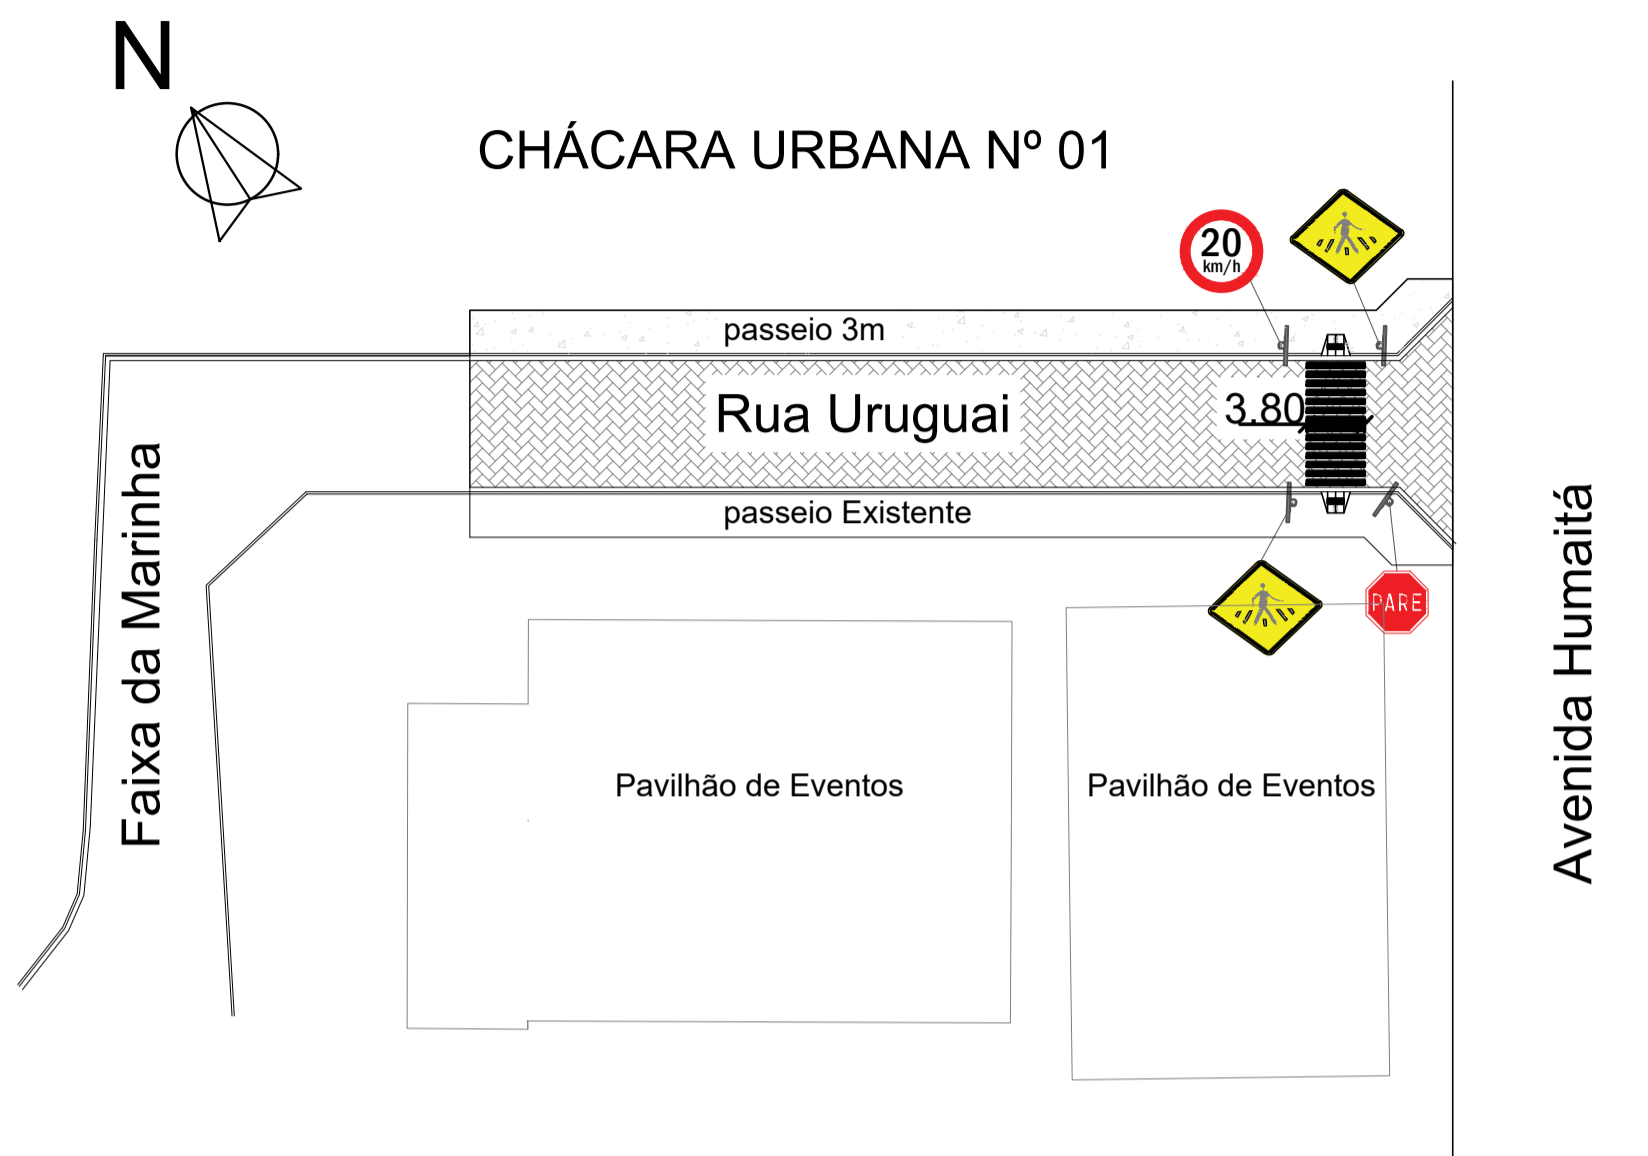 N
CHÁCARA URBANA Nº 01
20
km/h
passeio 3m
Rua Uruguai
3.80
passeio Existente
PARE
Faixa da Marinha
Avenida Humaitá
Pavilhão de Eventos
Pavilhão de Eventos